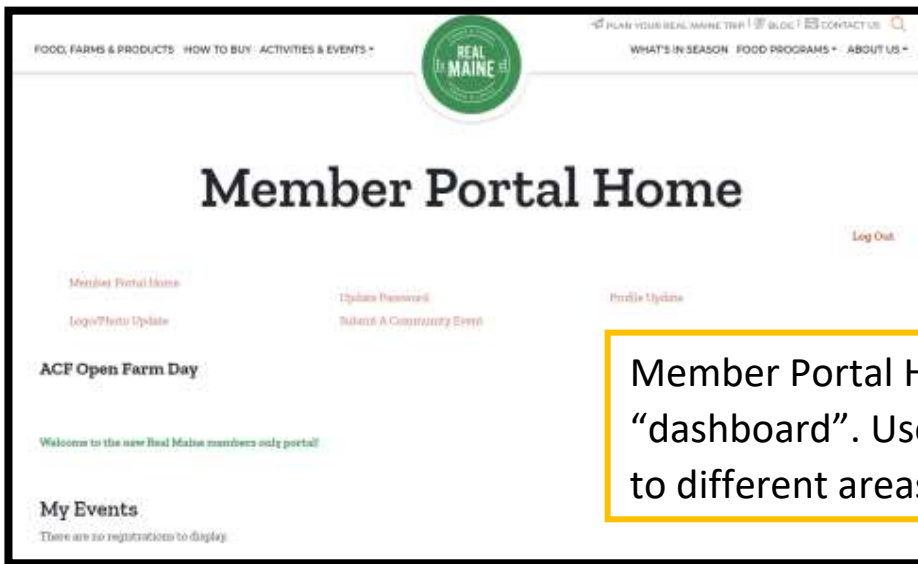 PLAN YOUR REAL MAINE TRIP | BLOG | CONTACT US
FOOD, FARMS & PRODUCTS HOW TO BUY ACTIVITIES & EVENTS
REAL
MAINE
WHAT'S IN SEASON FOOD PROGRAMS ABOUT US
Member Portal Home
Log Out
Member Portal Home
Update Password
Profile Update
Logo/Photo Update
Submit A Community Event
ACF Open Farm Day
Member Portal H
"dashboard". Us
to different area
Welcome to the new Real Maine members only portal!
My Events
There are no registrations to display.